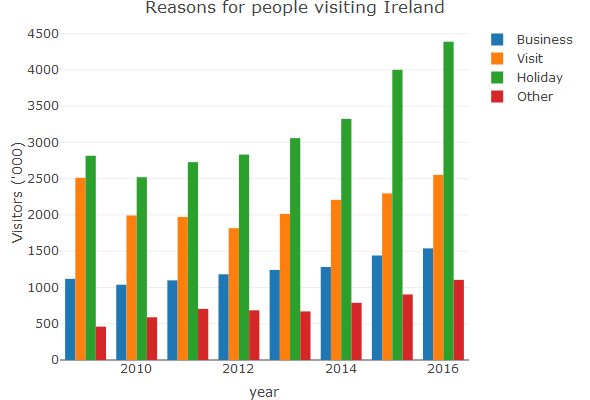 Reasons for people visiting Ireland
Business
Visit
Holiday
Other
Visitors ('000)
4500
4000
3500
3000
2500
2000
1500
1000
500
0
2010
2012
2014
2016
year